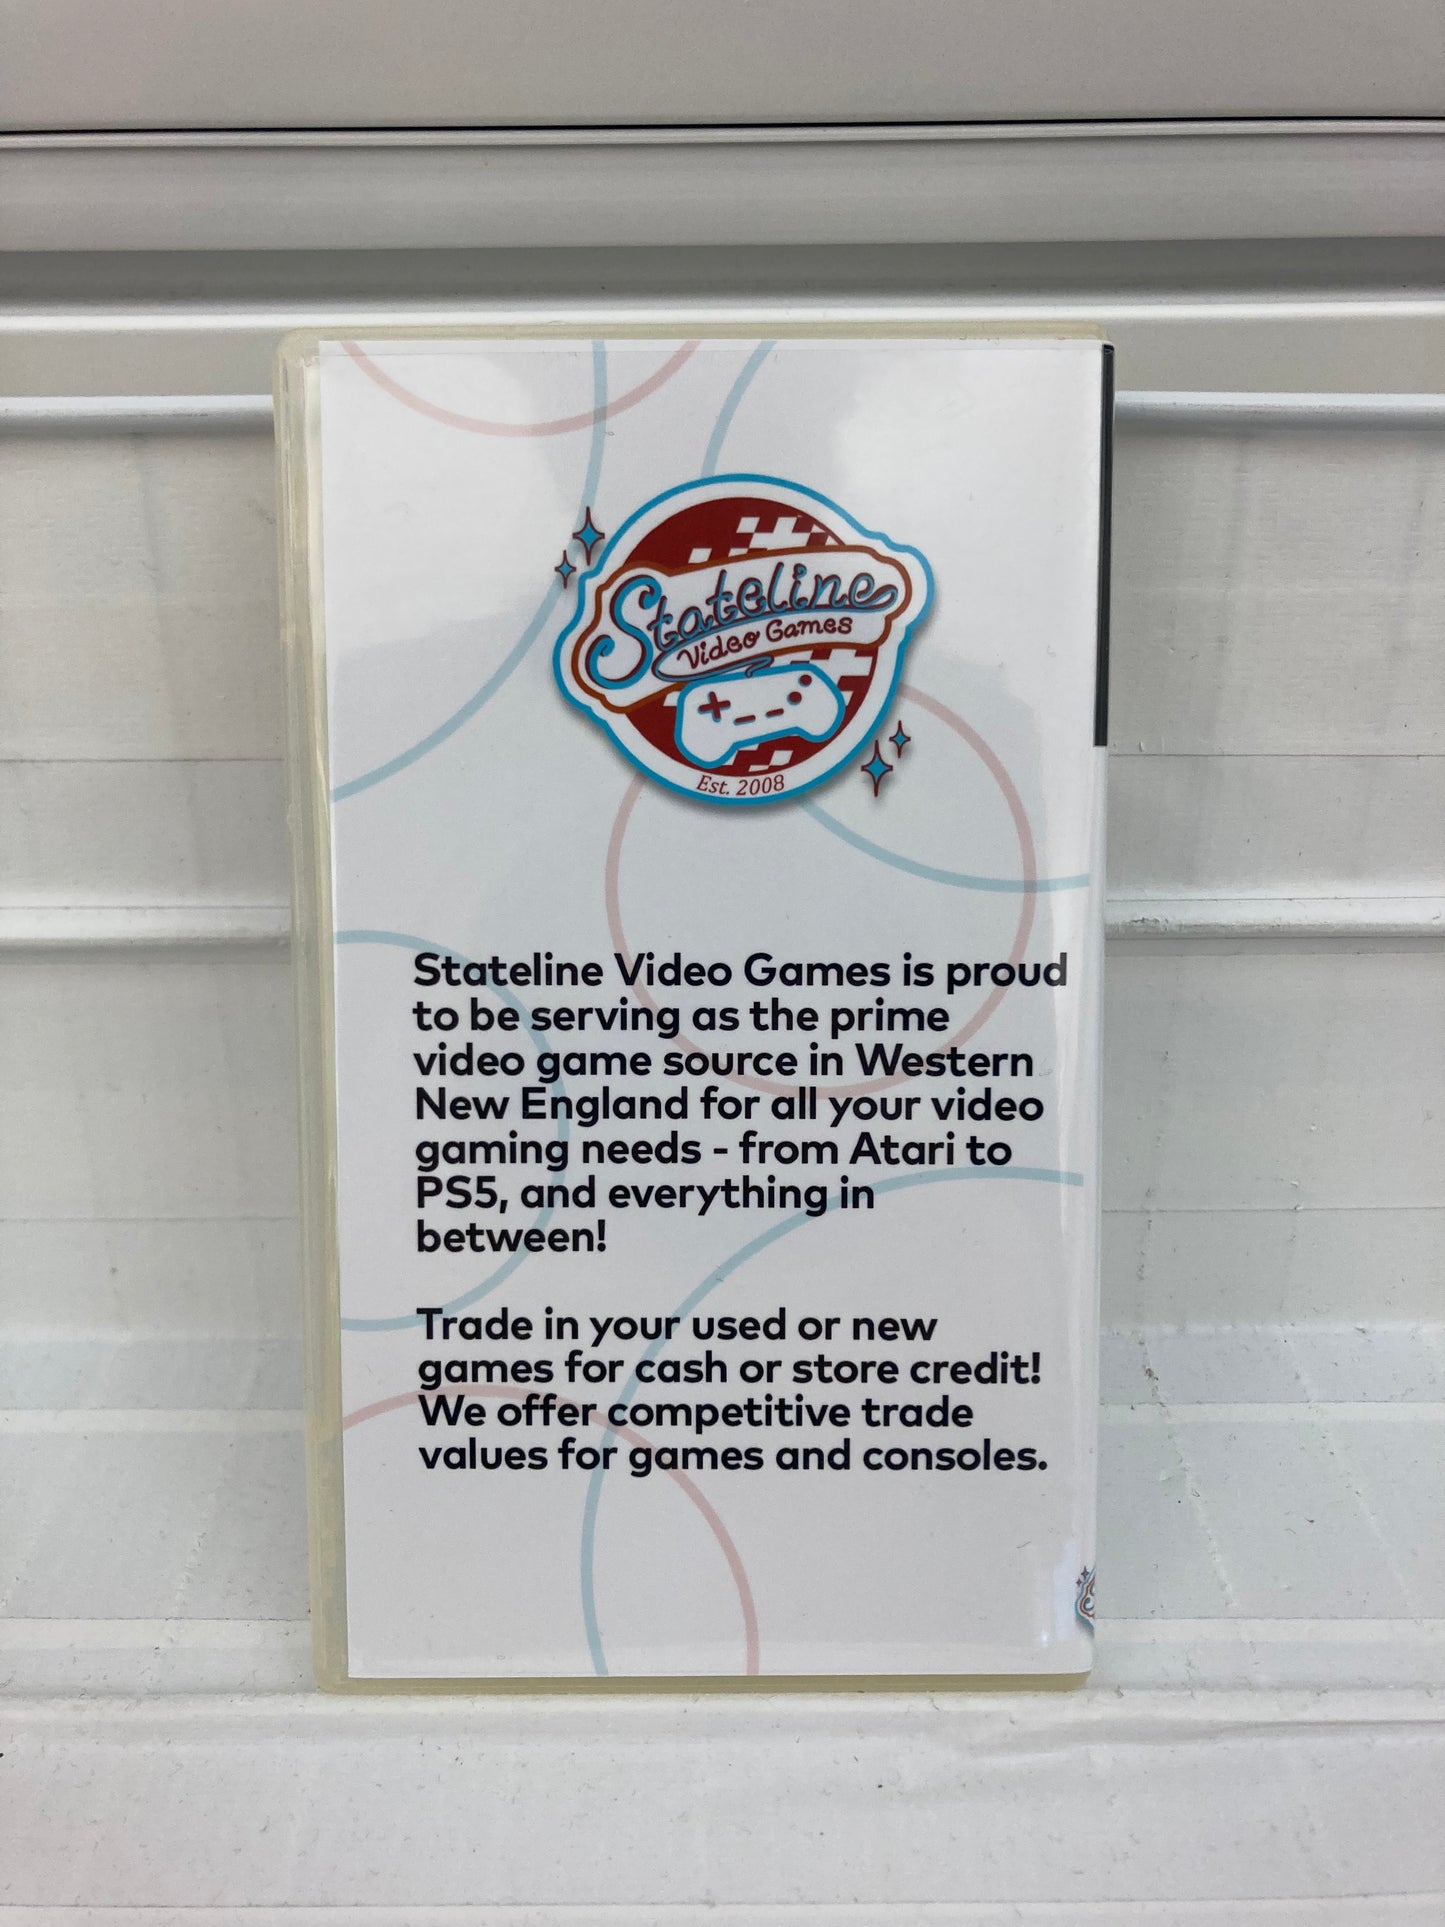 Stateline
Video Games
Est. 2008
Stateline Video Games is proud
to be serving as the prime
video game source in Western
New England for all your video
gaming needs - from Atari to
PS5, and everything in
between!
Trade in your used or new
games for cash or store credit!
We offer competitive trade
values for games and consoles.